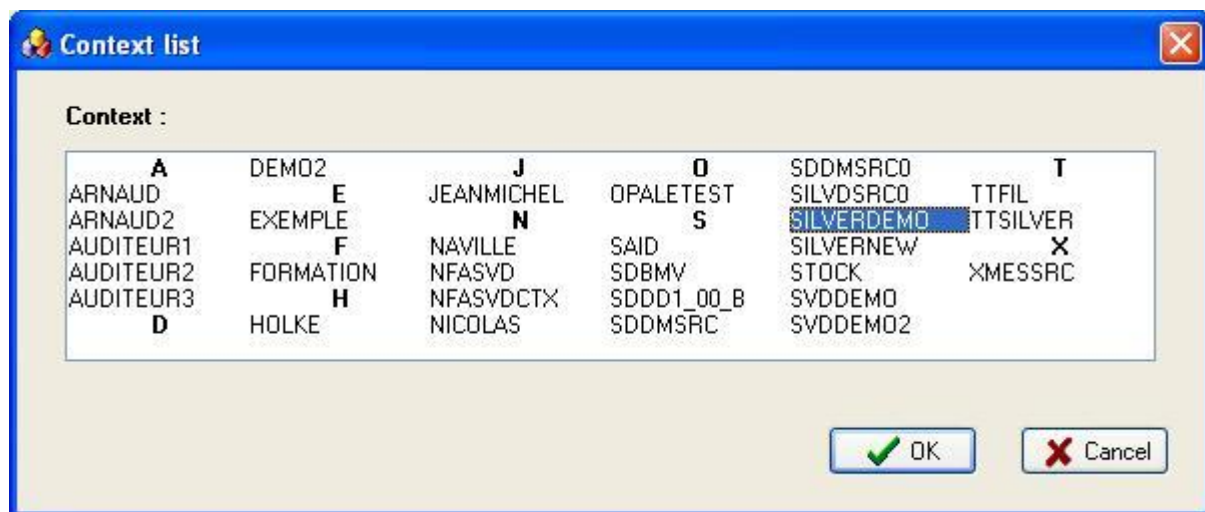 Context list
Context :
A
ARNAUD
ARNAUD2
AUDITEUR1
AUDITEUR2
AUDITEUR3
D
DEMO2
E
EXEMPLE
F
FORMATION
H
HOLKE
J
JEANMICHEL
N
NAVILLE
NFASVD
NFASVDCTX
NICOLAS
O
OPALETEST
S
SAID
SDBMV
SDDD1_00_B
SDDMSRC
SDDMSRC0
SILVDSRC0
SILVERDEMO
SILVERNEW
STOCK
SVDDEMO
SVDDEMO2
T
TTFIL
TTSILVER
X
XMESSRC
OK
Cancel